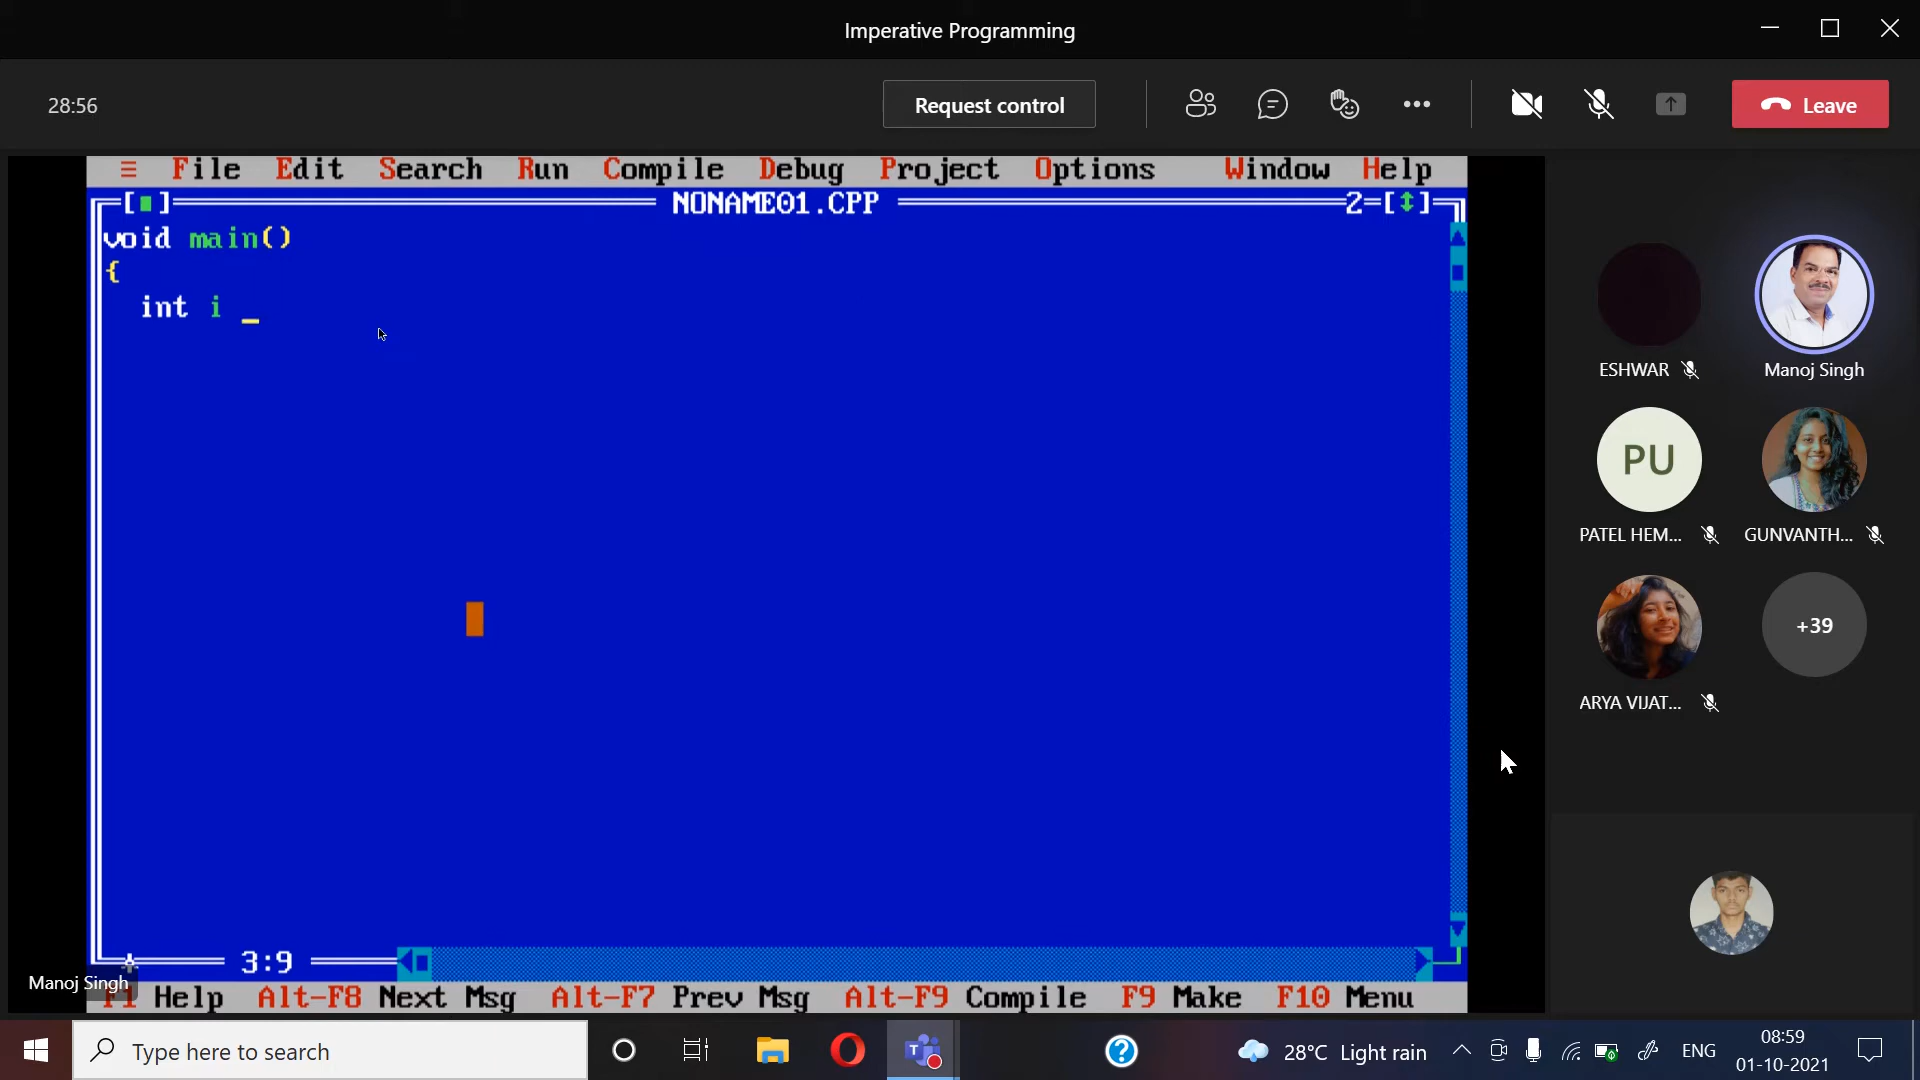 Imperative Programming
28:56
Request control
Leave
≡ File Edit Search Run Compile Debug Project Options Window Help
[■] NONAME01.CPP 2=[↕]
void main()
{
int i _
3:9
F1 Help Alt-F8 Next Msg Alt-F7 Prev Msg Alt-F9 Compile F9 Make F10 Menu
Manoj Singh
ESHWAR
Manoj Singh
PU
PATEL HEM...
GUNVANTH...
ARYA VIJAT...
+39
Type here to search
T
?
28°C Light rain
ENG
08:59
01-10-2021